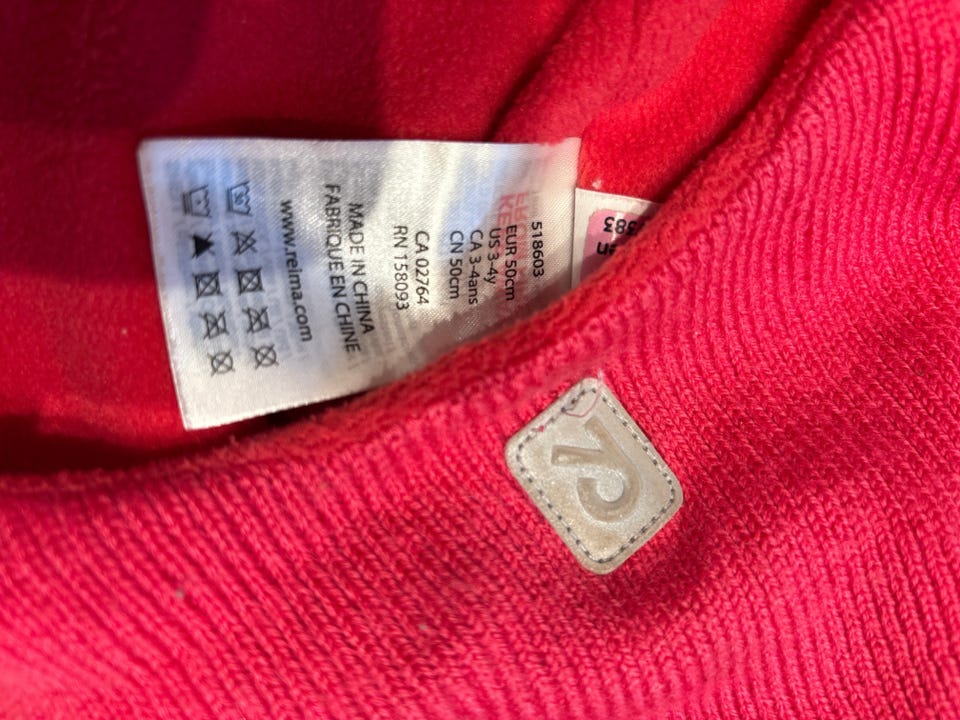 518603
EUR 50cm
US 3-4y
CA 3-4ans
CN 50cm
CA 02764
RN 158093
MADE IN CHINA
FABRIQUE EN CHINE
www.reima.com